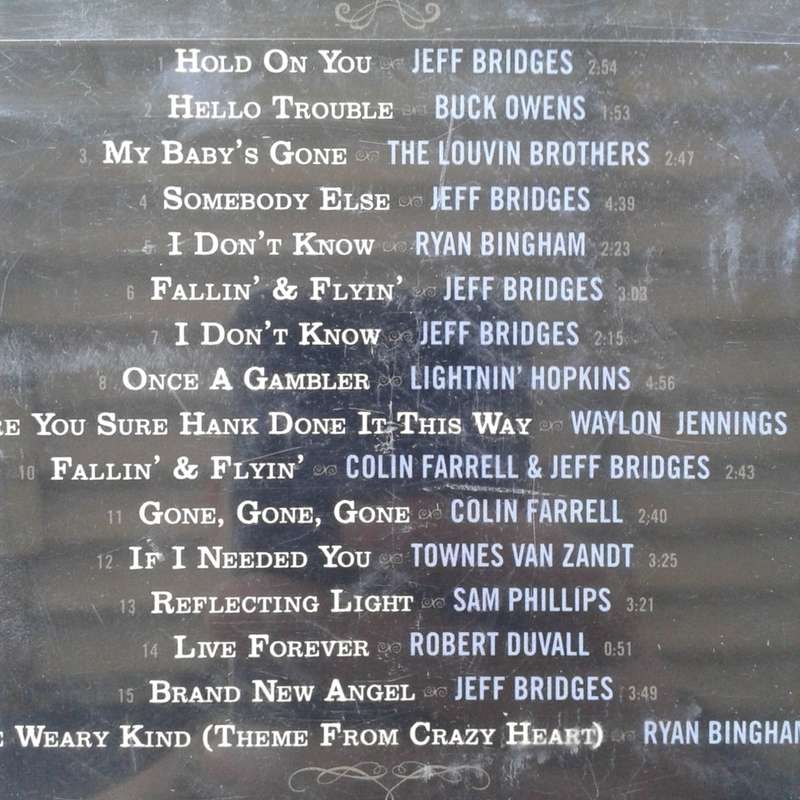 1 HOLD ON YOU JEFF BRIDGES 2:54
2 HELLO TROUBLE BUCK OWENS 1:53
3 MY BABY'S GONE THE LOUVIN BROTHERS 2:47
4 SOMEBODY ELSE JEFF BRIDGES 4:39
5 I DON'T KNOW RYAN BINGHAM 2:23
6 FALLIN' & FLYIN' JEFF BRIDGES 3:03
7 I DON'T KNOW JEFF BRIDGES 2:15
8 ONCE A GAMBLER LIGHTNIN' HOPKINS 4:56
RE YOU SURE HANK DONE IT THIS WAY WAYLON JENNINGS
10 FALLIN' & FLYIN' COLIN FARRELL & JEFF BRIDGES 2:43
11 GONE, GONE, GONE COLIN FARRELL 2:40
12 IF I NEEDED YOU TOWNES VAN ZANDT 3:25
13 REFLECTING LIGHT SAM PHILLIPS 3:21
14 LIVE FOREVER ROBERT DUVALL 0:51
15 BRAND NEW ANGEL JEFF BRIDGES 3:49
E WEARY KIND (THEME FROM CRAZY HEART) RYAN BINGHAM